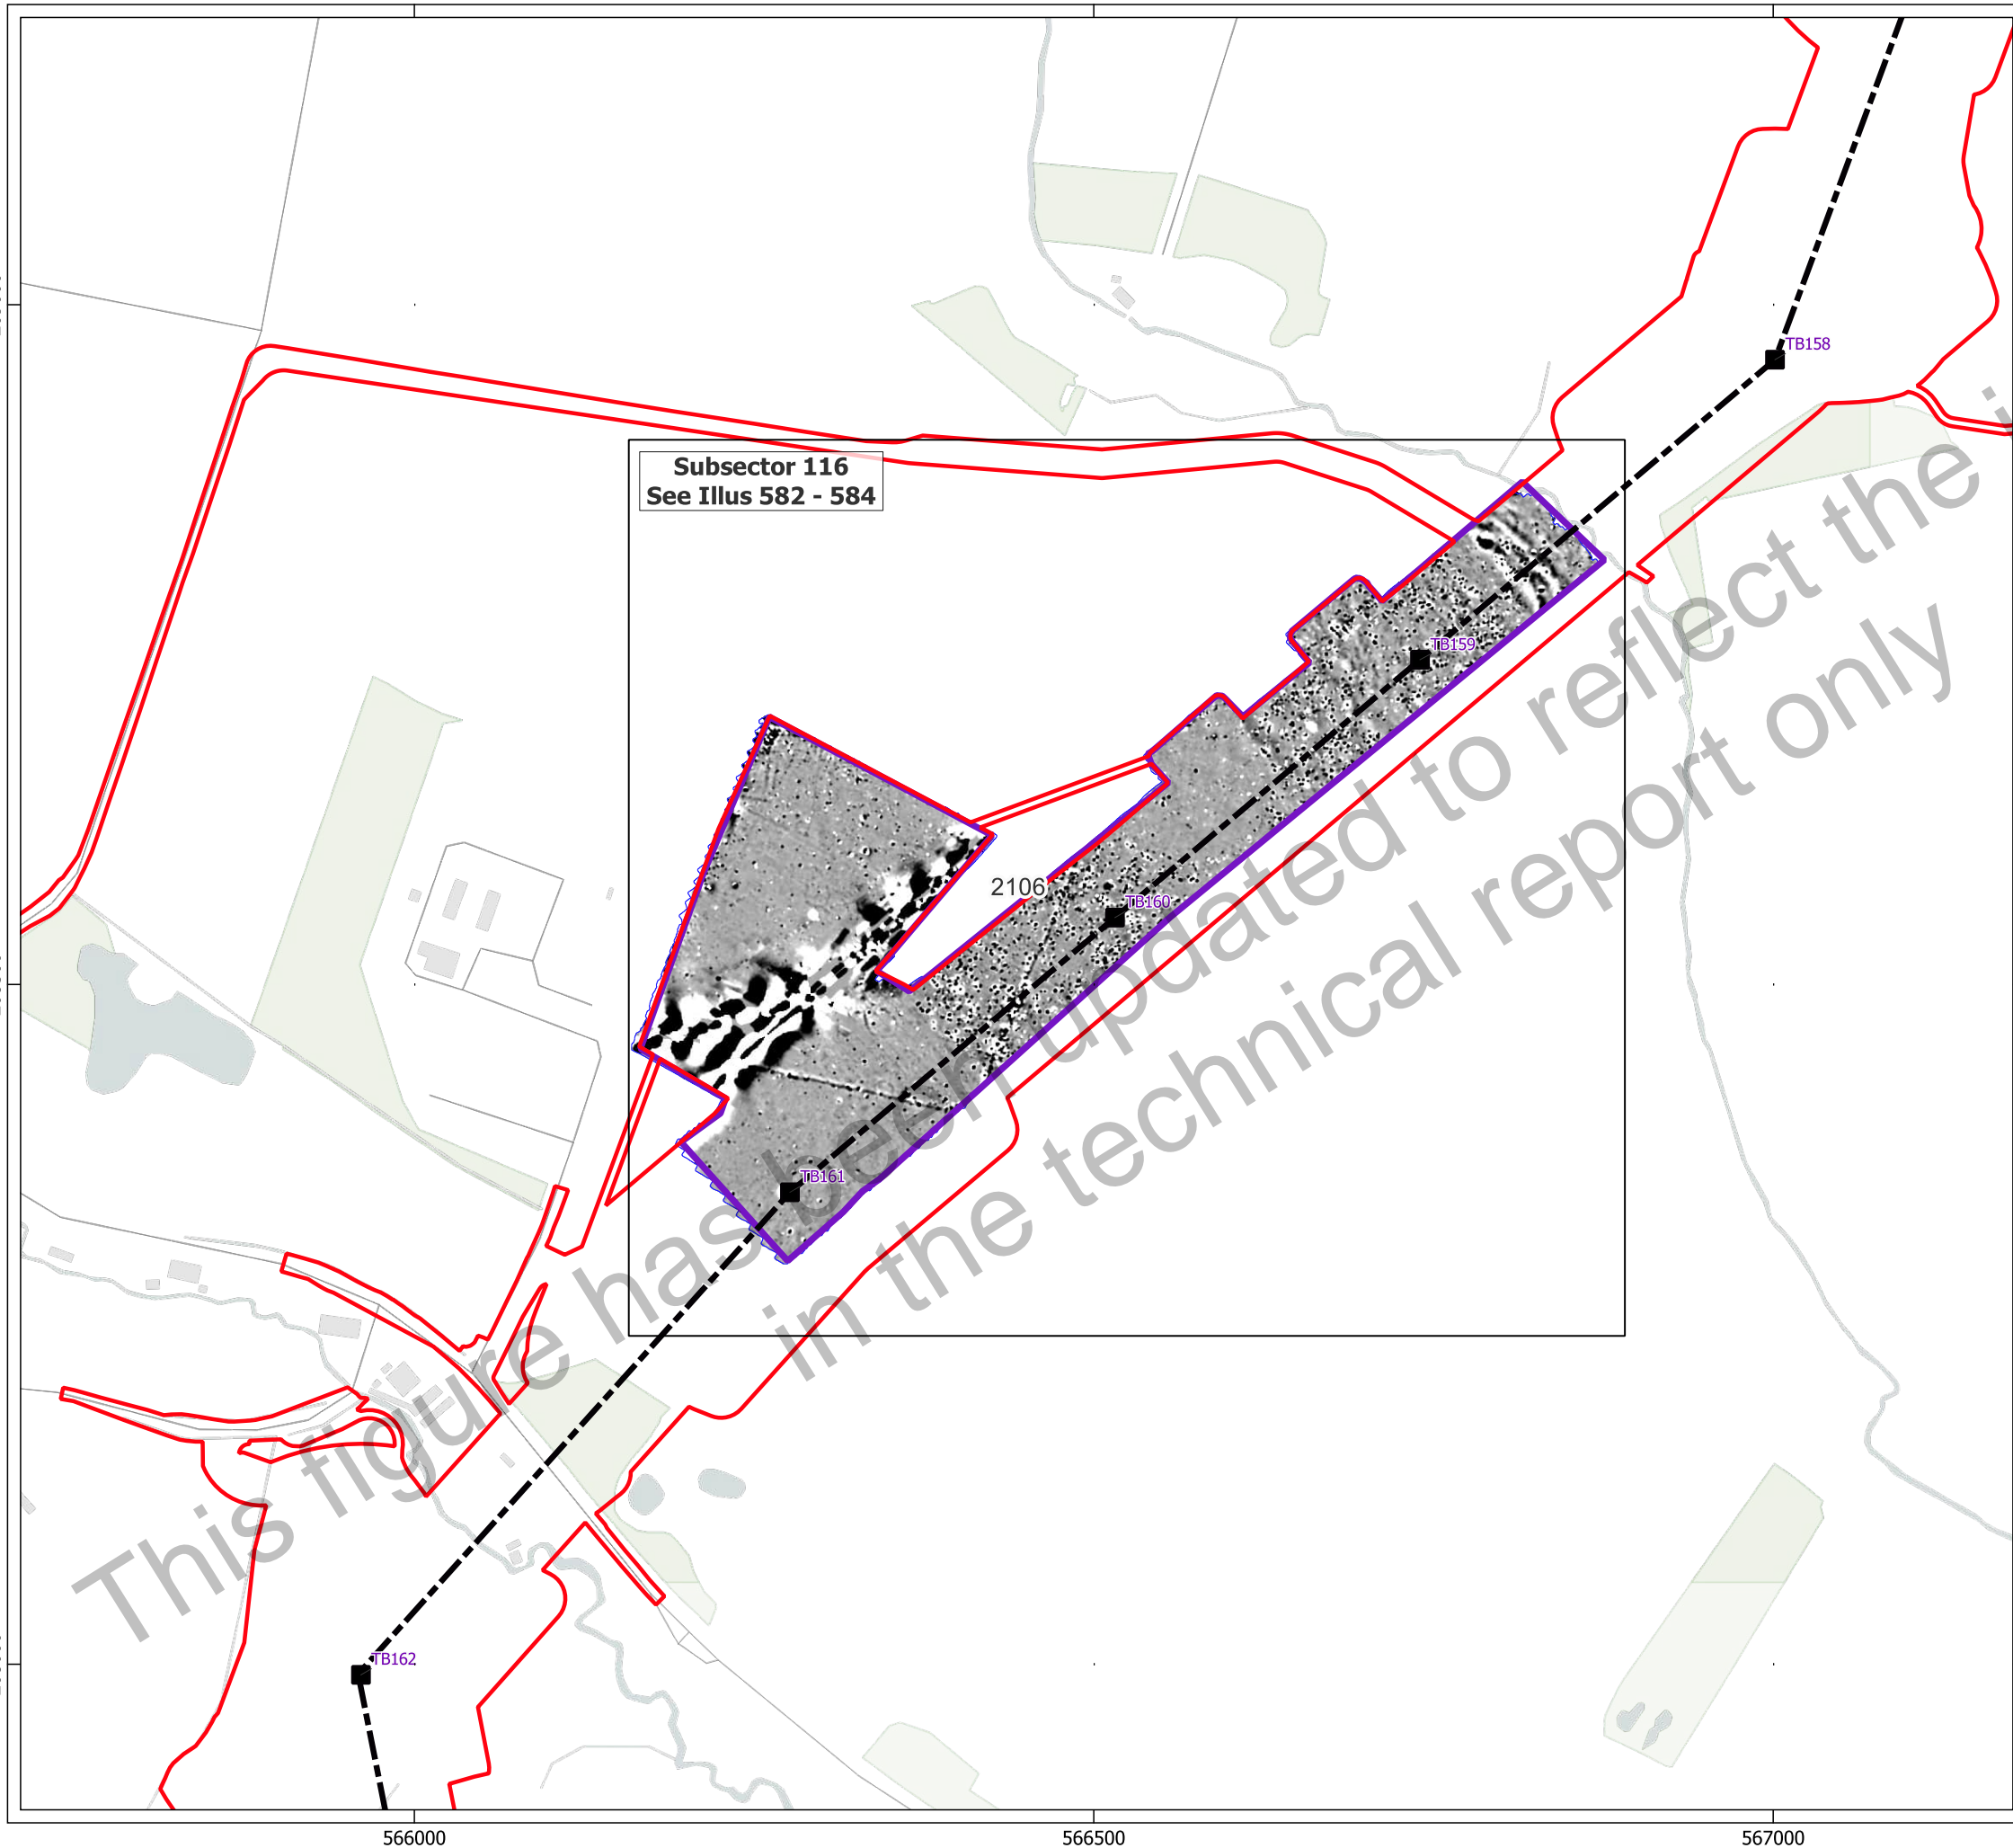 TB158
Subsector 116
See Illus 582 - 584
TB159
2106
TB160
TB161
TB162
This figure has been updated to reflect the
in the technical report only
566000
566500
567000